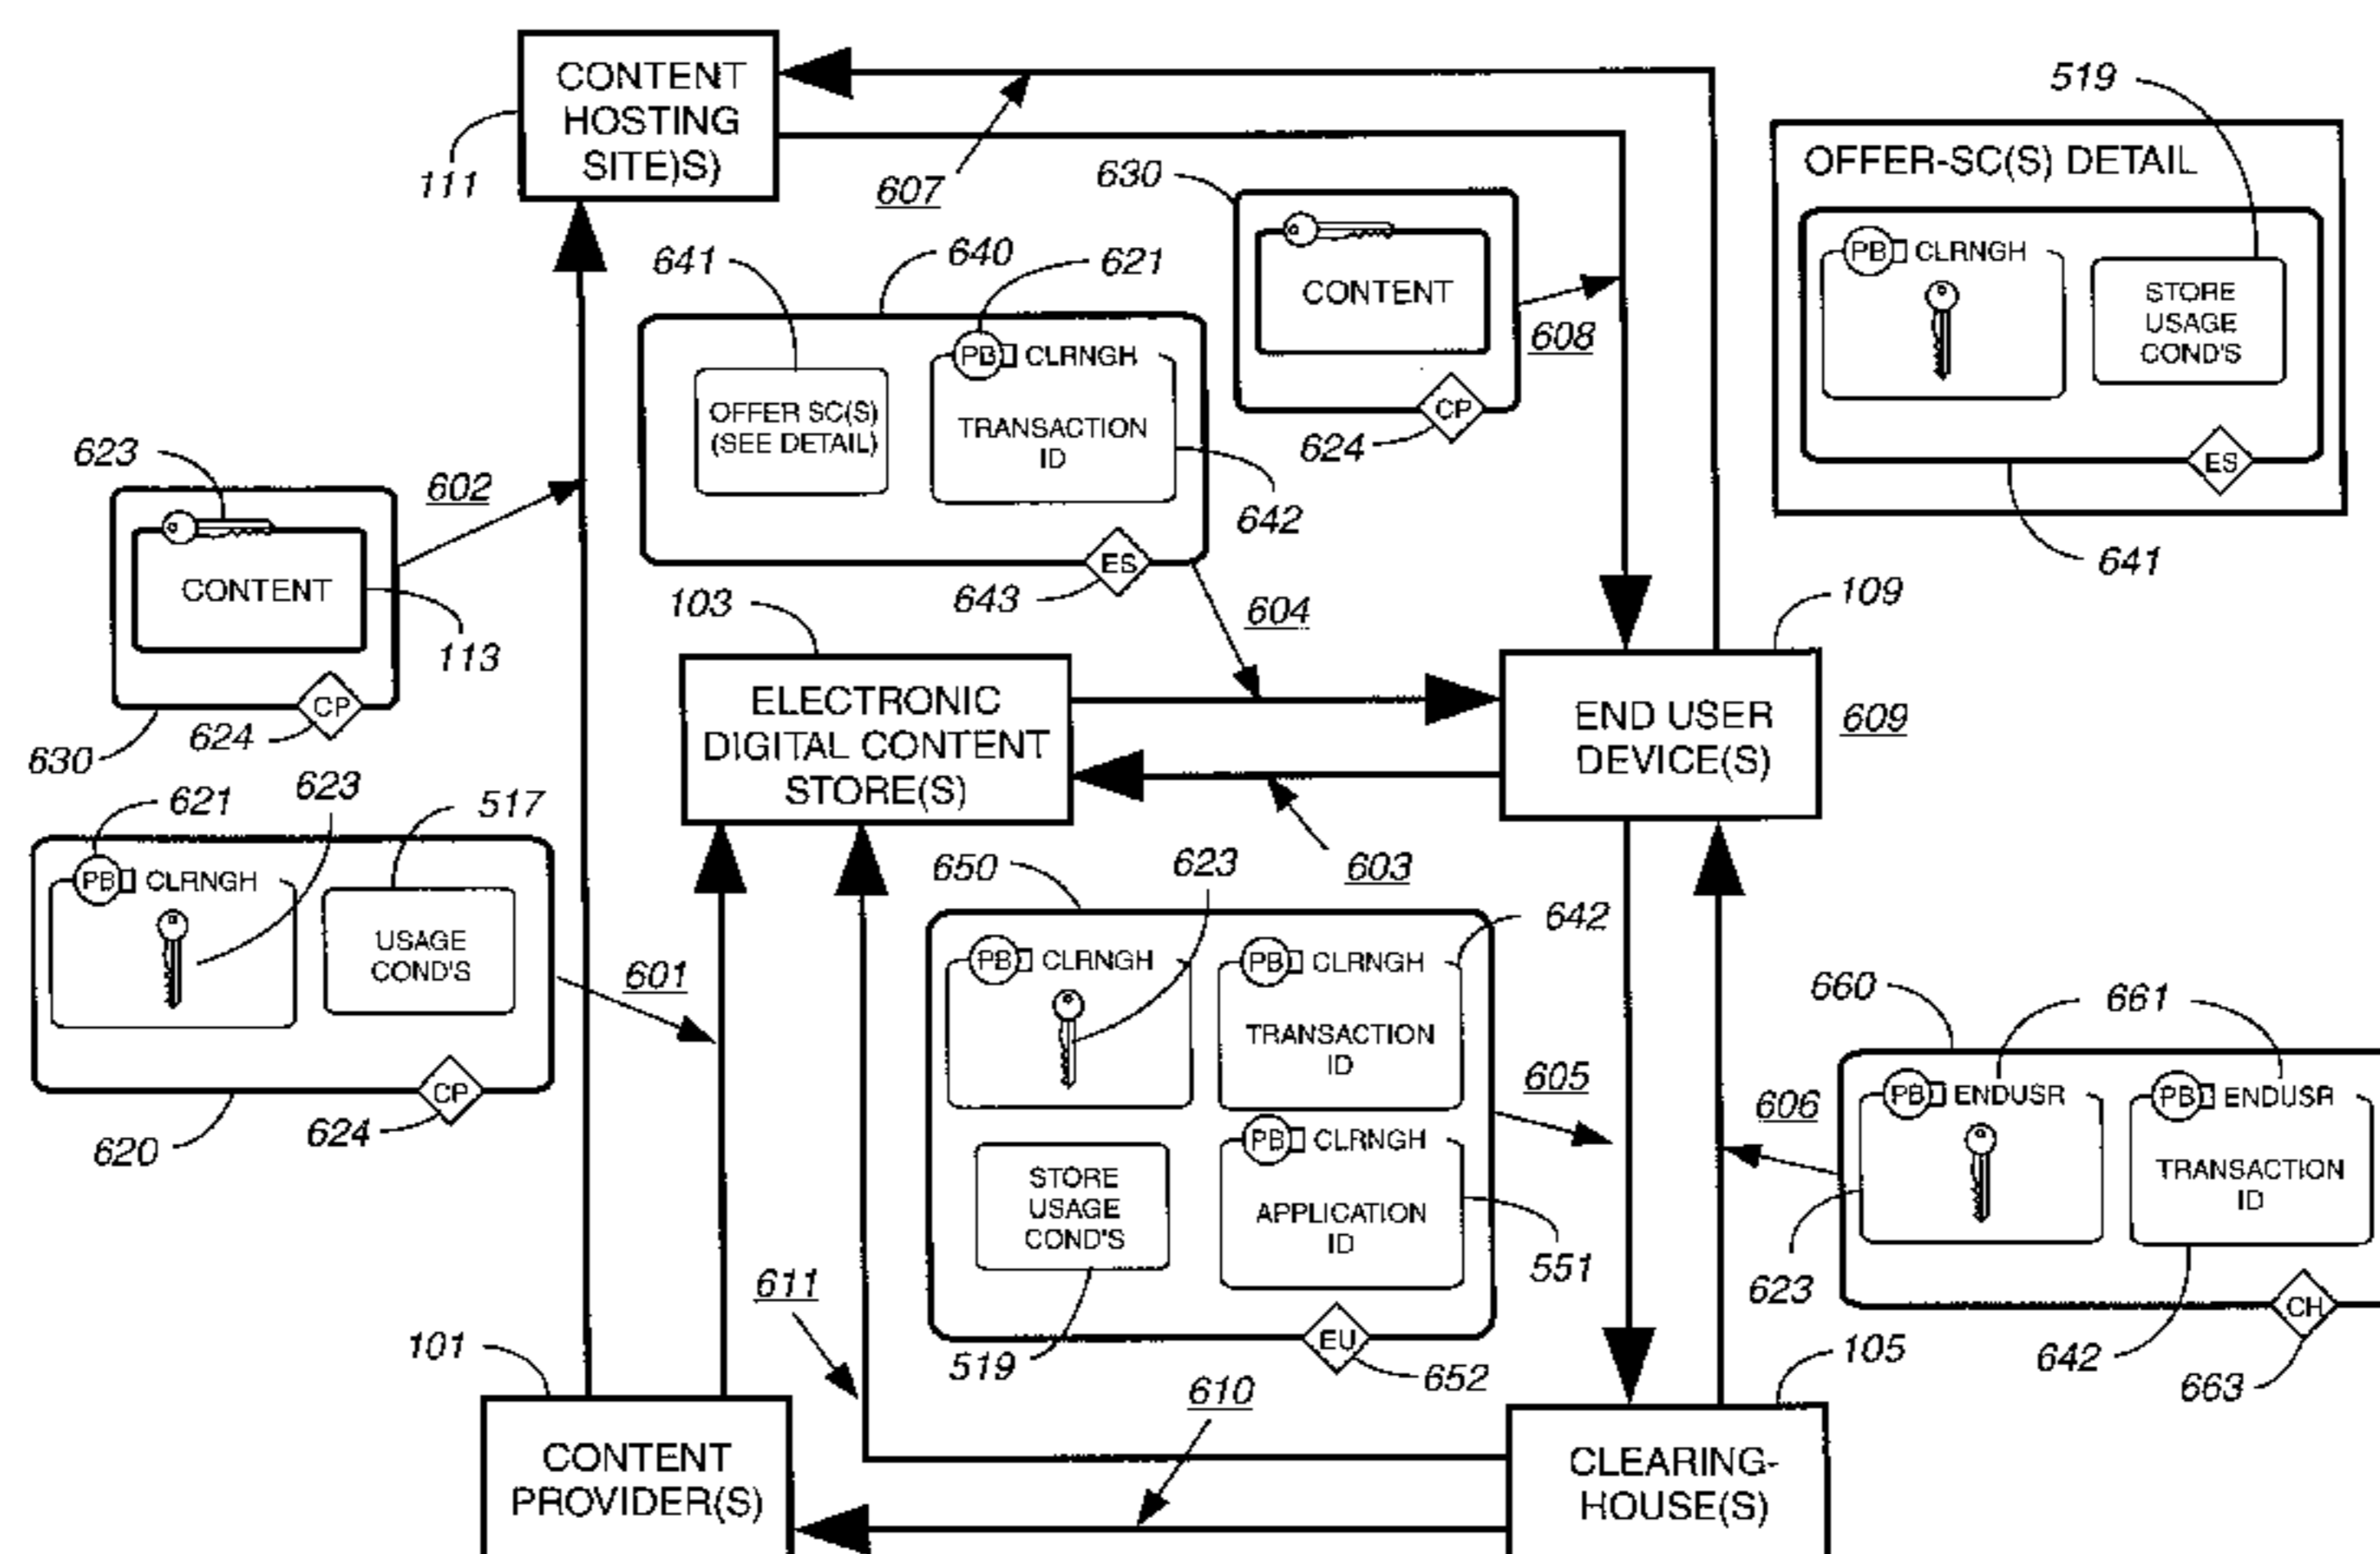 CONTENT
HOSTING
SITE)S)
111
607
519
OFFER-SC(S) DETAIL
PB CLRNGH
STORE
USAGE
COND'S
ES
641
630
CONTENT
608
CP
624
641
640
621
PB CLRNGH
OFFER SC(S)
(SEE DETAIL)
TRANSACTION
ID
642
ES
643
604
623
602
CONTENT
113
CP
624
630
103
ELECTRONIC
DIGITAL CONTENT
STORE(S)
109
END USER
DEVICE(S)
609
603
621
623
517
PB CLRNGH
USAGE
COND'S
601
CP
624
620
650
623
642
PB CLRNGH
PB CLRNGH
TRANSACTION
ID
605
PB CLRNGH
STORE
USAGE
COND'S
APPLICATION
ID
551
519
EU
652
660
661
606
PB ENDUSR
PB ENDUSR
TRANSACTION
ID
623
CH
642
663
611
610
101
CONTENT
PROVIDER(S)
105
CLEARING-
HOUSE(S)